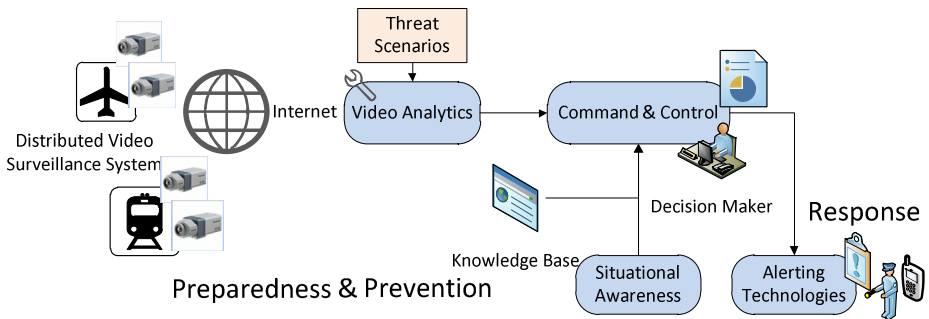 Threat
Scenarios
Internet
Video Analytics
Command & Control
Distributed Video
Surveillance System
Decision Maker
Response
Knowledge Base
Situational
Awareness
Alerting
Technologies
Preparedness & Prevention